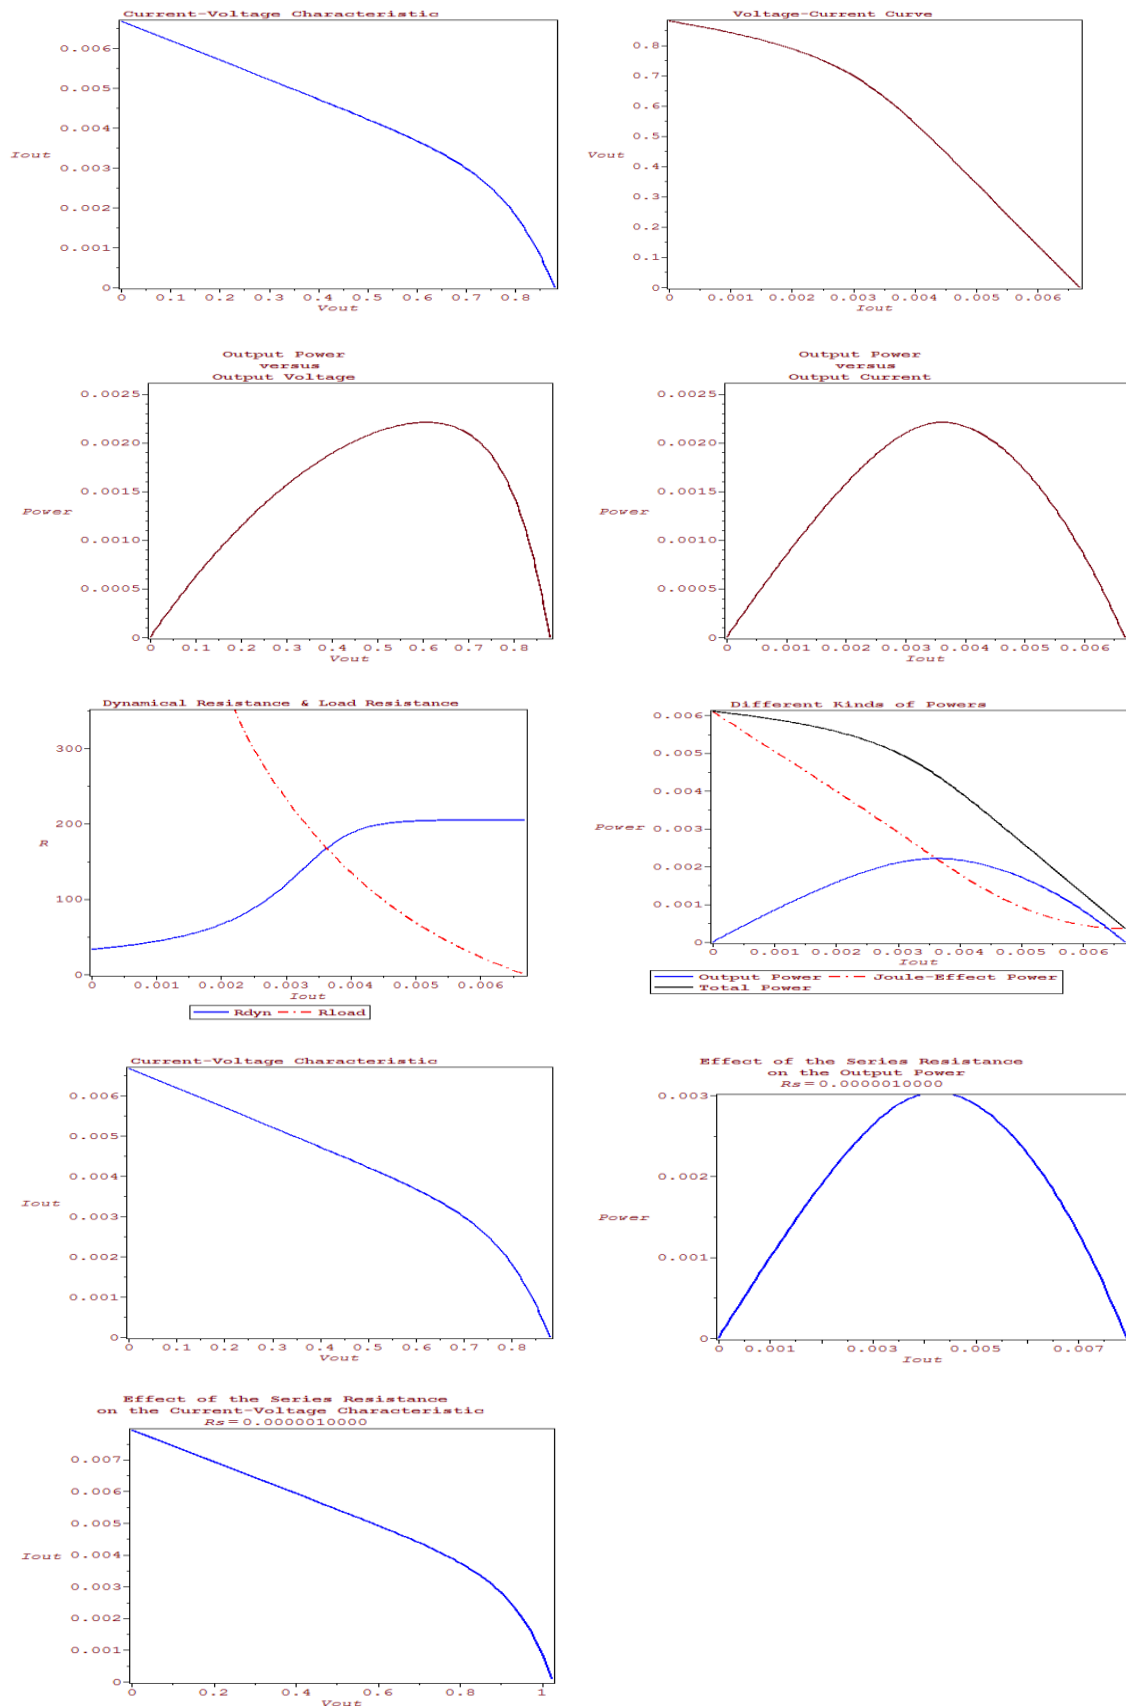 Current-Voltage Characteristic
0.006
0.005
0.004
Iout
0.003
0.002
0.001
0
0 0.1 0.2 0.3 0.4 0.5 0.6 0.7 0.8
Vout
Voltage-Current Curve
0.8
0.7
0.6
0.5
Vout
0.4
0.3
0.2
0.1
0
0 0.001 0.002 0.003 0.004 0.005 0.006
Iout
Output Power
versus
Output Voltage
0.0025
0.0020
0.0015
Power
0.0010
0.0005
0
0 0.1 0.2 0.3 0.4 0.5 0.6 0.7 0.8
Vout
Output Power
versus
Output Current
0.0025
0.0020
0.0015
Power
0.0010
0.0005
0
0 0.001 0.002 0.003 0.004 0.005 0.006
Iout
Dynamical Resistance & Load Resistance
300
200
R
100
0
0 0.001 0.002 0.003 0.004 0.005 0.006
Iout
Rdyn Rload
Different Kinds of Powers
0.006
0.005
0.004
Power 0.003
0.002
0.001
0
0 0.001 0.002 0.003 0.004 0.005 0.006
Iout
Output Power Joule-Effect Power
Total Power
Current-Voltage Characteristic
0.006
0.005
0.004
Iout
0.003
0.002
0.001
0
0 0.1 0.2 0.3 0.4 0.5 0.6 0.7 0.8
Vout
Effect of the Series Resistance
on the Output Power
Rs=0.0000010000
0.003
Power
0.001
0
0 0.001 0.003 0.005 0.007
Iout
Effect of the Series Resistance
on the Current-Voltage Characteristic
Rs=0.0000010000
0.007
0.006
0.005
Iout 0.004
0.003
0.002
0.001
0
0 0.2 0.4 0.6 0.8 1
Vout